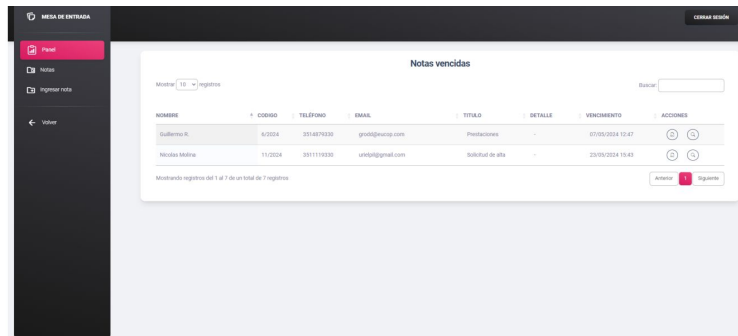 MESA DE ENTRADA
CERRAR SESIÓN
Panel
Notas
Ingresar nota
Volver
Notas vencidas
Mostrar 10 registros
Buscar:
NOMBRE CODIGO TELÉFONO EMAIL TITULO DETALLE VENCIMIENTO ACCIONES
Guillermo R. 6/2024 3514879330 Prestaciones - 07/05/2024 12:47
Nicolas Molina 11/2024 3511119330 urielpli@gmail.com Solicitud de alta - 23/05/2024 15:43
Mostrando registros del 1 al 7 de un total de 7 registros
Anterior 1 Siguiente